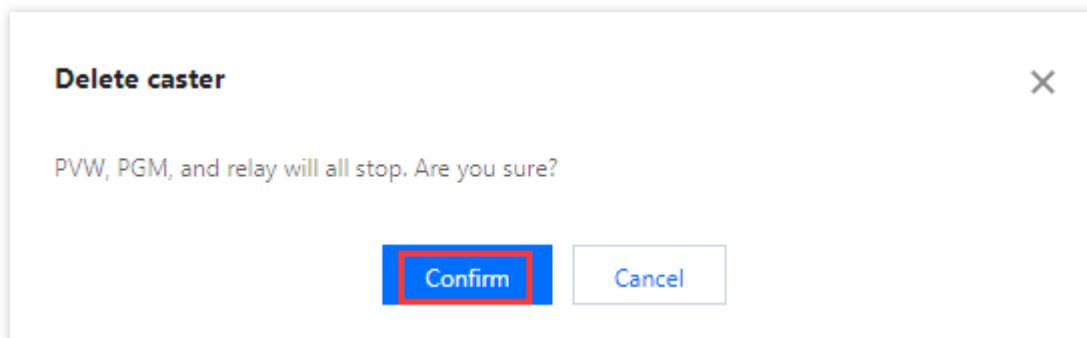 Delete caster
PVW, PGM, and relay will all stop. Are you sure?
Confirm
Cancel